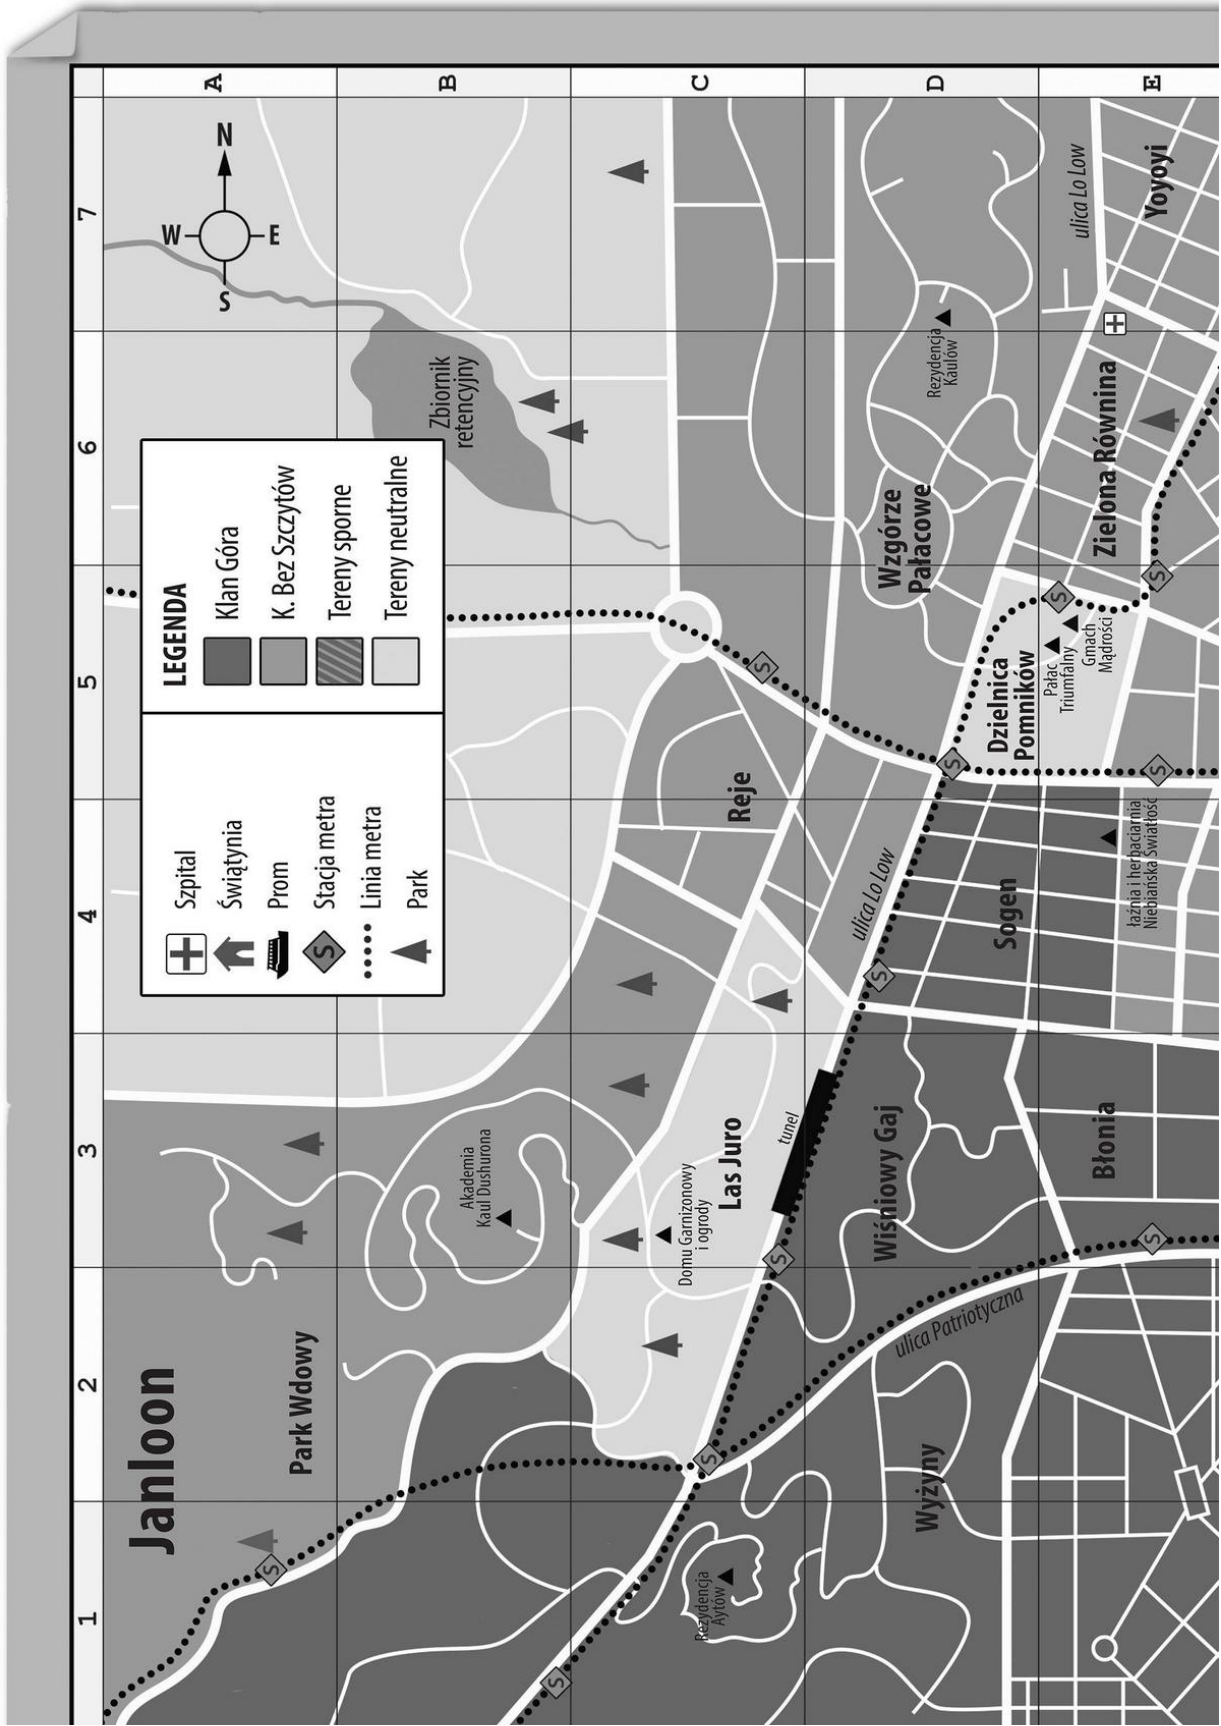 Janloon
1
2
3
4
5
6
7
A
B
C
D
E
N
W
E
S
LEGENDA
Szpital
Świątynia
Prom
S
Stacja metra
Linia metra
Park
Klan Góra
K. Bez Szczytów
Tereny sporne
Tereny neutralne
Park Wdowy
Akademia
Kaul Dushurona
Zbiornik
retencyjny
Rezydencja
Aytów
Domu Garnizonowy
i ogrody
Las Juro
tunel
Reje
ulica Lo Low
Wyżyny
ulica Patriotyczna
Wiśniowy Gaj
Sogen
Wzgórze
Pałacowe
Rezydencja
Kaulów
Dzielnica
Pomników
Pałac
Triumfalny
Gmach
Mądrości
Błonia
łaźnia i herbaciarnia
Niebiańska Światłość
Zielona Równina
ulica Lo Low
Yoyoyi
S
S
S
S
S
S
S
S
S
S
S